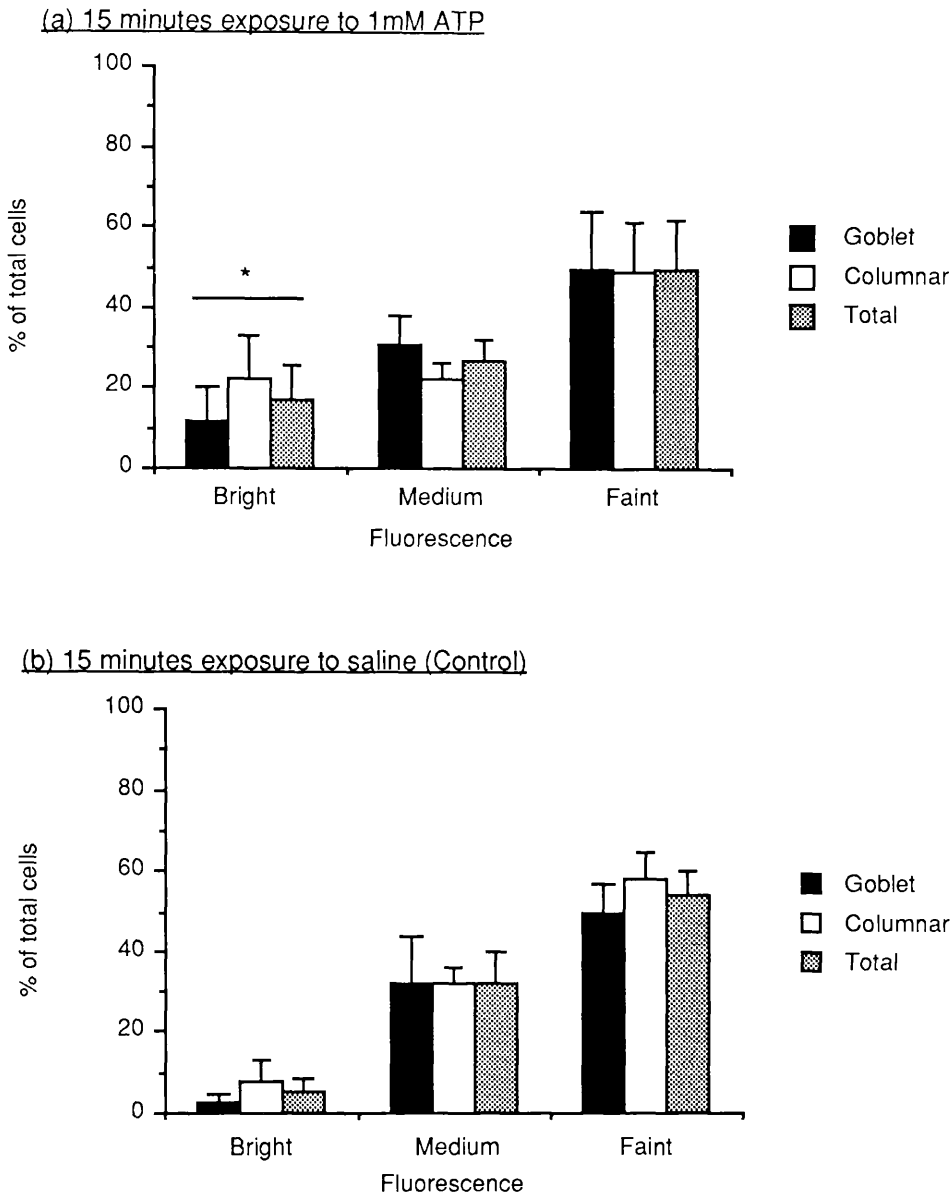 (a) 15 minutes exposure to 1mM ATP
100
80
60
40
20
0
% of total cells
*
Bright
Medium
Faint
Fluorescence
Goblet
Columnar
Total
(b) 15 minutes exposure to saline (Control)
100
80
60
40
20
0
% of total cells
Bright
Medium
Faint
Fluorescence
Goblet
Columnar
Total